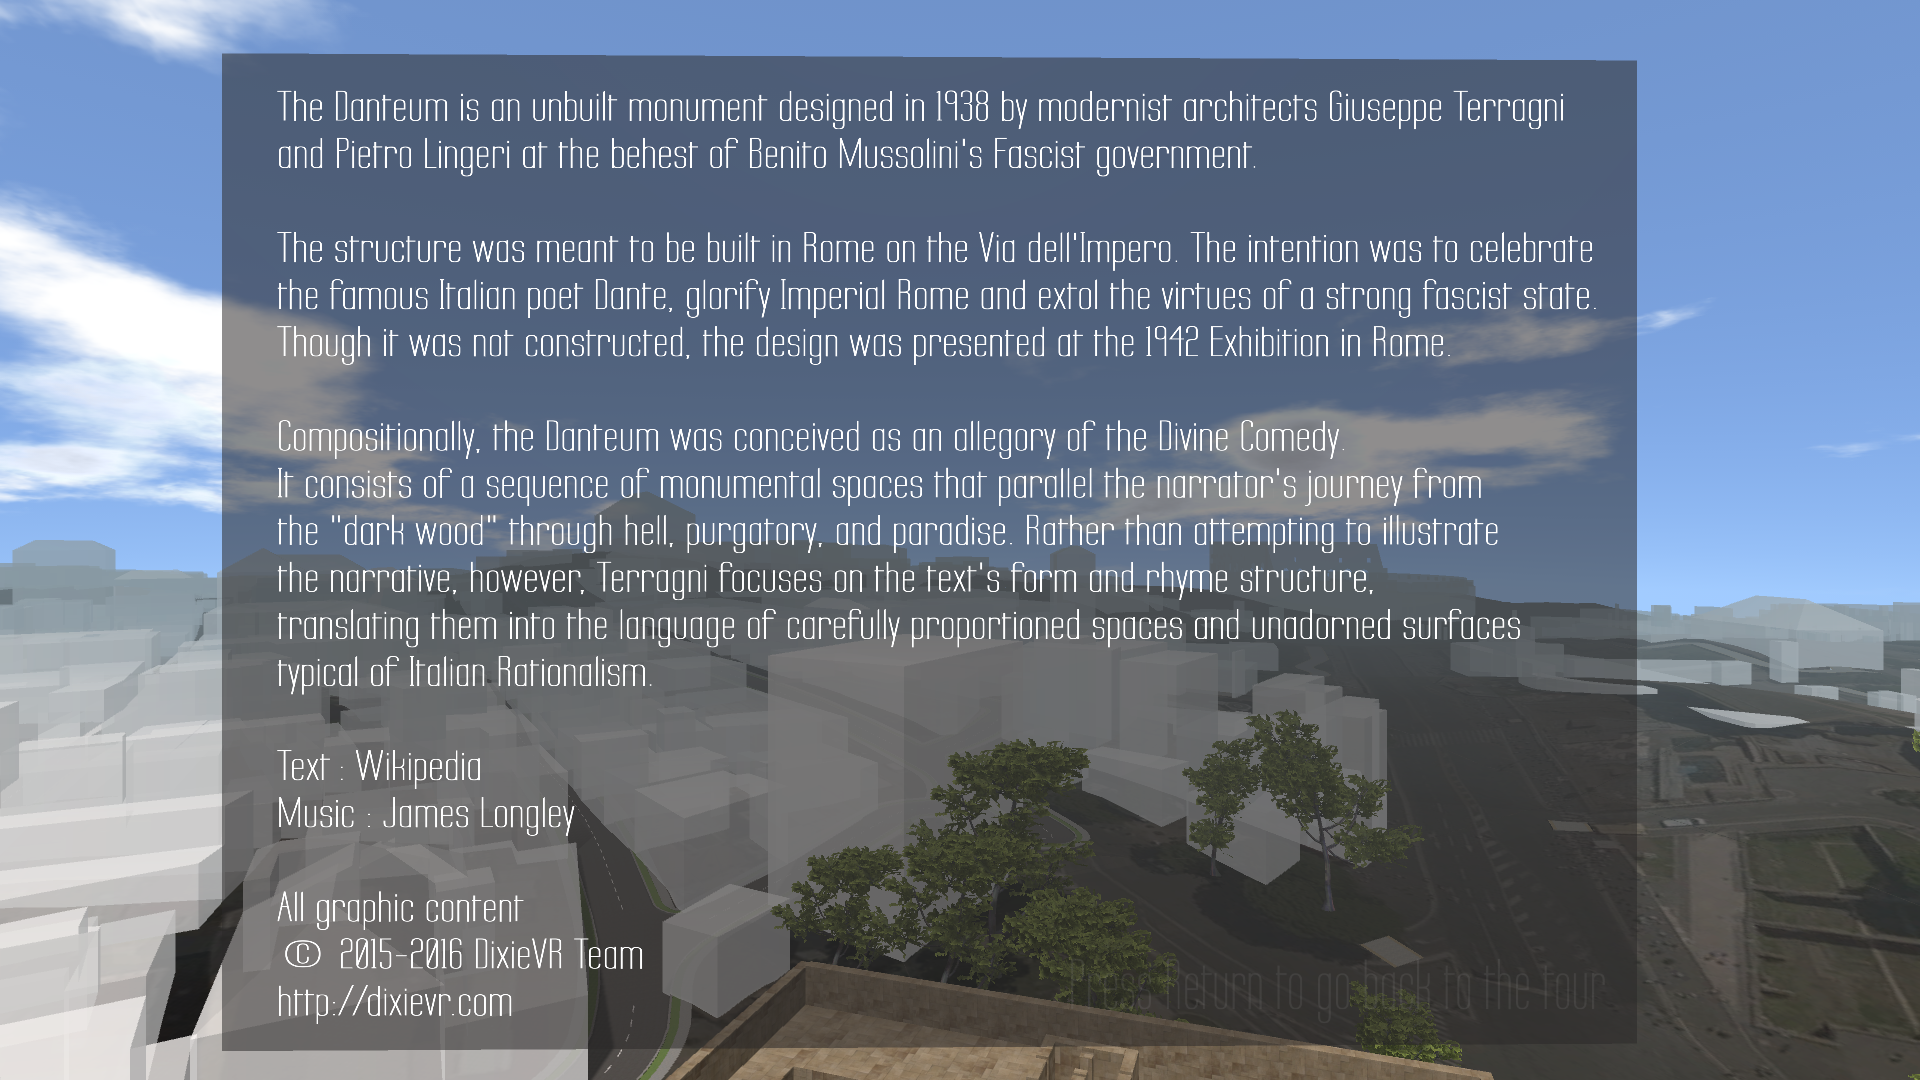 The Danteum is an unbuilt monument designed in 1938 by modernist architects Giuseppe Terragni
and Pietro Lingeri at the behest of Benito Mussolini's Fascist government.
The structure was meant to be built in Rome on the Via dell'Impero. The intention was to celebrate
the famous Italian poet Dante, glorify Imperial Rome and extol the virtues of a strong fascist state.
Though it was not constructed, the design was presented at the 1942 Exhibition in Rome.
Compositionally, the Danteum was conceived as an allegory of the Divine Comedy.
It consists of a sequence of monumental spaces that parallel the narrator's journey from
the "dark wood" through hell, purgatory, and paradise. Rather than attempting to illustrate
the narrative, however, Terragni focuses on the text's form and rhyme structure,
translating them into the language of carefully proportioned spaces and unadorned surfaces
typical of Italian Rationalism.
Text : Wikipedia
Music : James Longley
All graphic content
© 2015-2016 DixieVR Team
http://dixievr.com
Press Return to go back to the tour